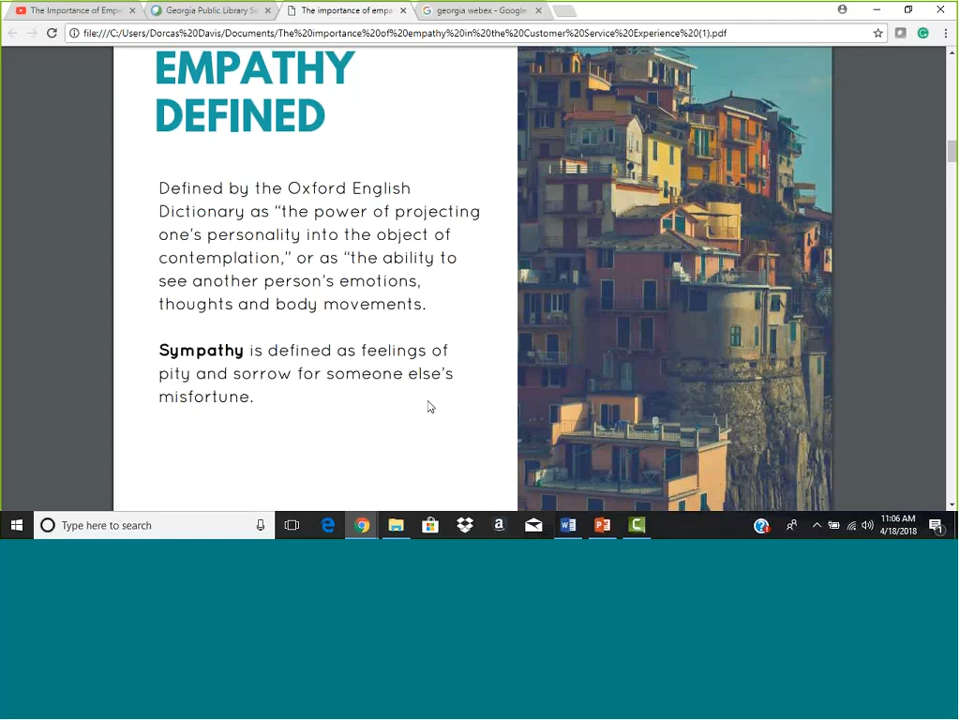 The Importance of Empa
Georgia Public Library Se
The importance of empa
georgia webex - Google
file:///C:/Users/Dorcas%20Davis/Documents/The%20importance%20of%20empathy%20in%20the%20Customer%20Service%20Experience%20(1).pdf
EMPATHY
DEFINED
Defined by the Oxford English
Dictionary as “the power of projecting
one’s personality into the object of
contemplation,” or as “the ability to
see another person’s emotions,
thoughts and body movements.
Sympathy is defined as feelings of
pity and sorrow for someone else’s
misfortune.
Type here to search
11:06 AM
4/18/2018